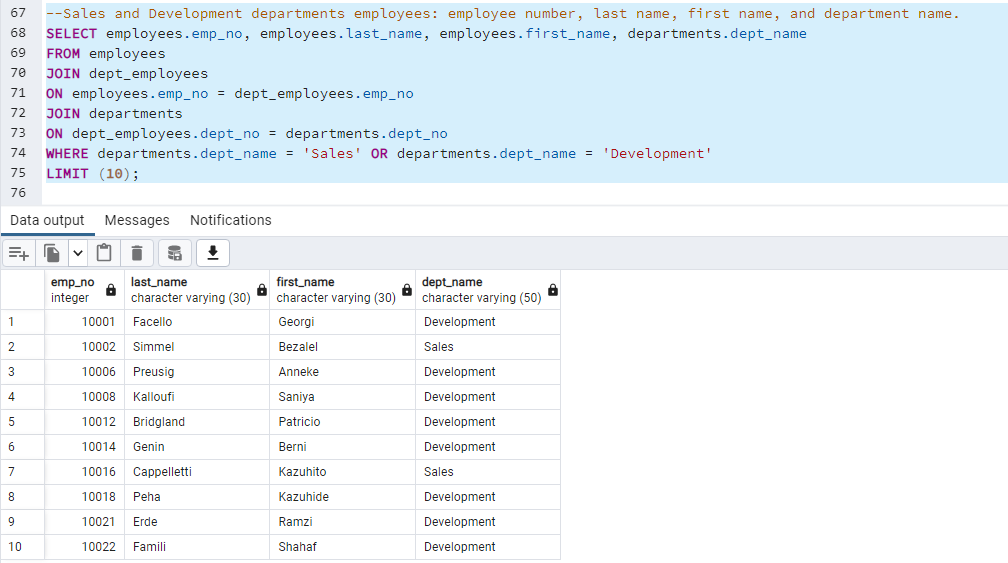 67 --Sales and Development departments employees: employee number, last name, first name, and department name.
68 SELECT employees.emp_no, employees.last_name, employees.first_name, departments.dept_name
69 FROM employees
70 JOIN dept_employees
71 ON employees.emp_no = dept_employees.emp_no
72 JOIN departments
73 ON dept_employees.dept_no = departments.dept_no
74 WHERE departments.dept_name = 'Sales' OR departments.dept_name = 'Development'
75 LIMIT (10);
76
Data output Messages Notifications
emp_no last_name first_name dept_name
integer character varying (30) character varying (30) character varying (50)
1 10001 Facello Georgi Development
2 10002 Simmel Bezalel Sales
3 10006 Preusig Anneke Development
4 10008 Kalloufi Saniya Development
5 10012 Bridgland Patricio Development
6 10014 Genin Berni Development
7 10016 Cappelletti Kazuhito Sales
8 10018 Peha Kazuhide Development
9 10021 Erde Ramzi Development
10 10022 Famili Shahaf Development